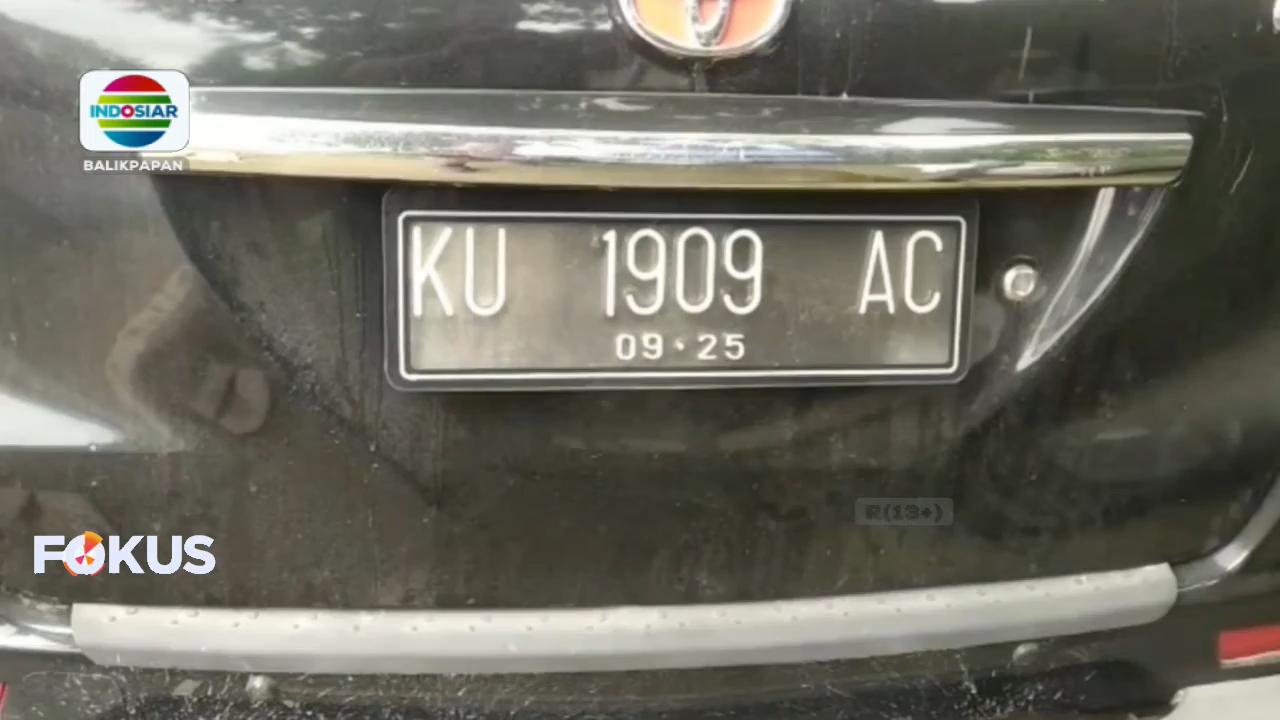 INDOSIAR
BALIKPAPAN
KU 1909 AC
09 · 25
R(13+)
FOKUS